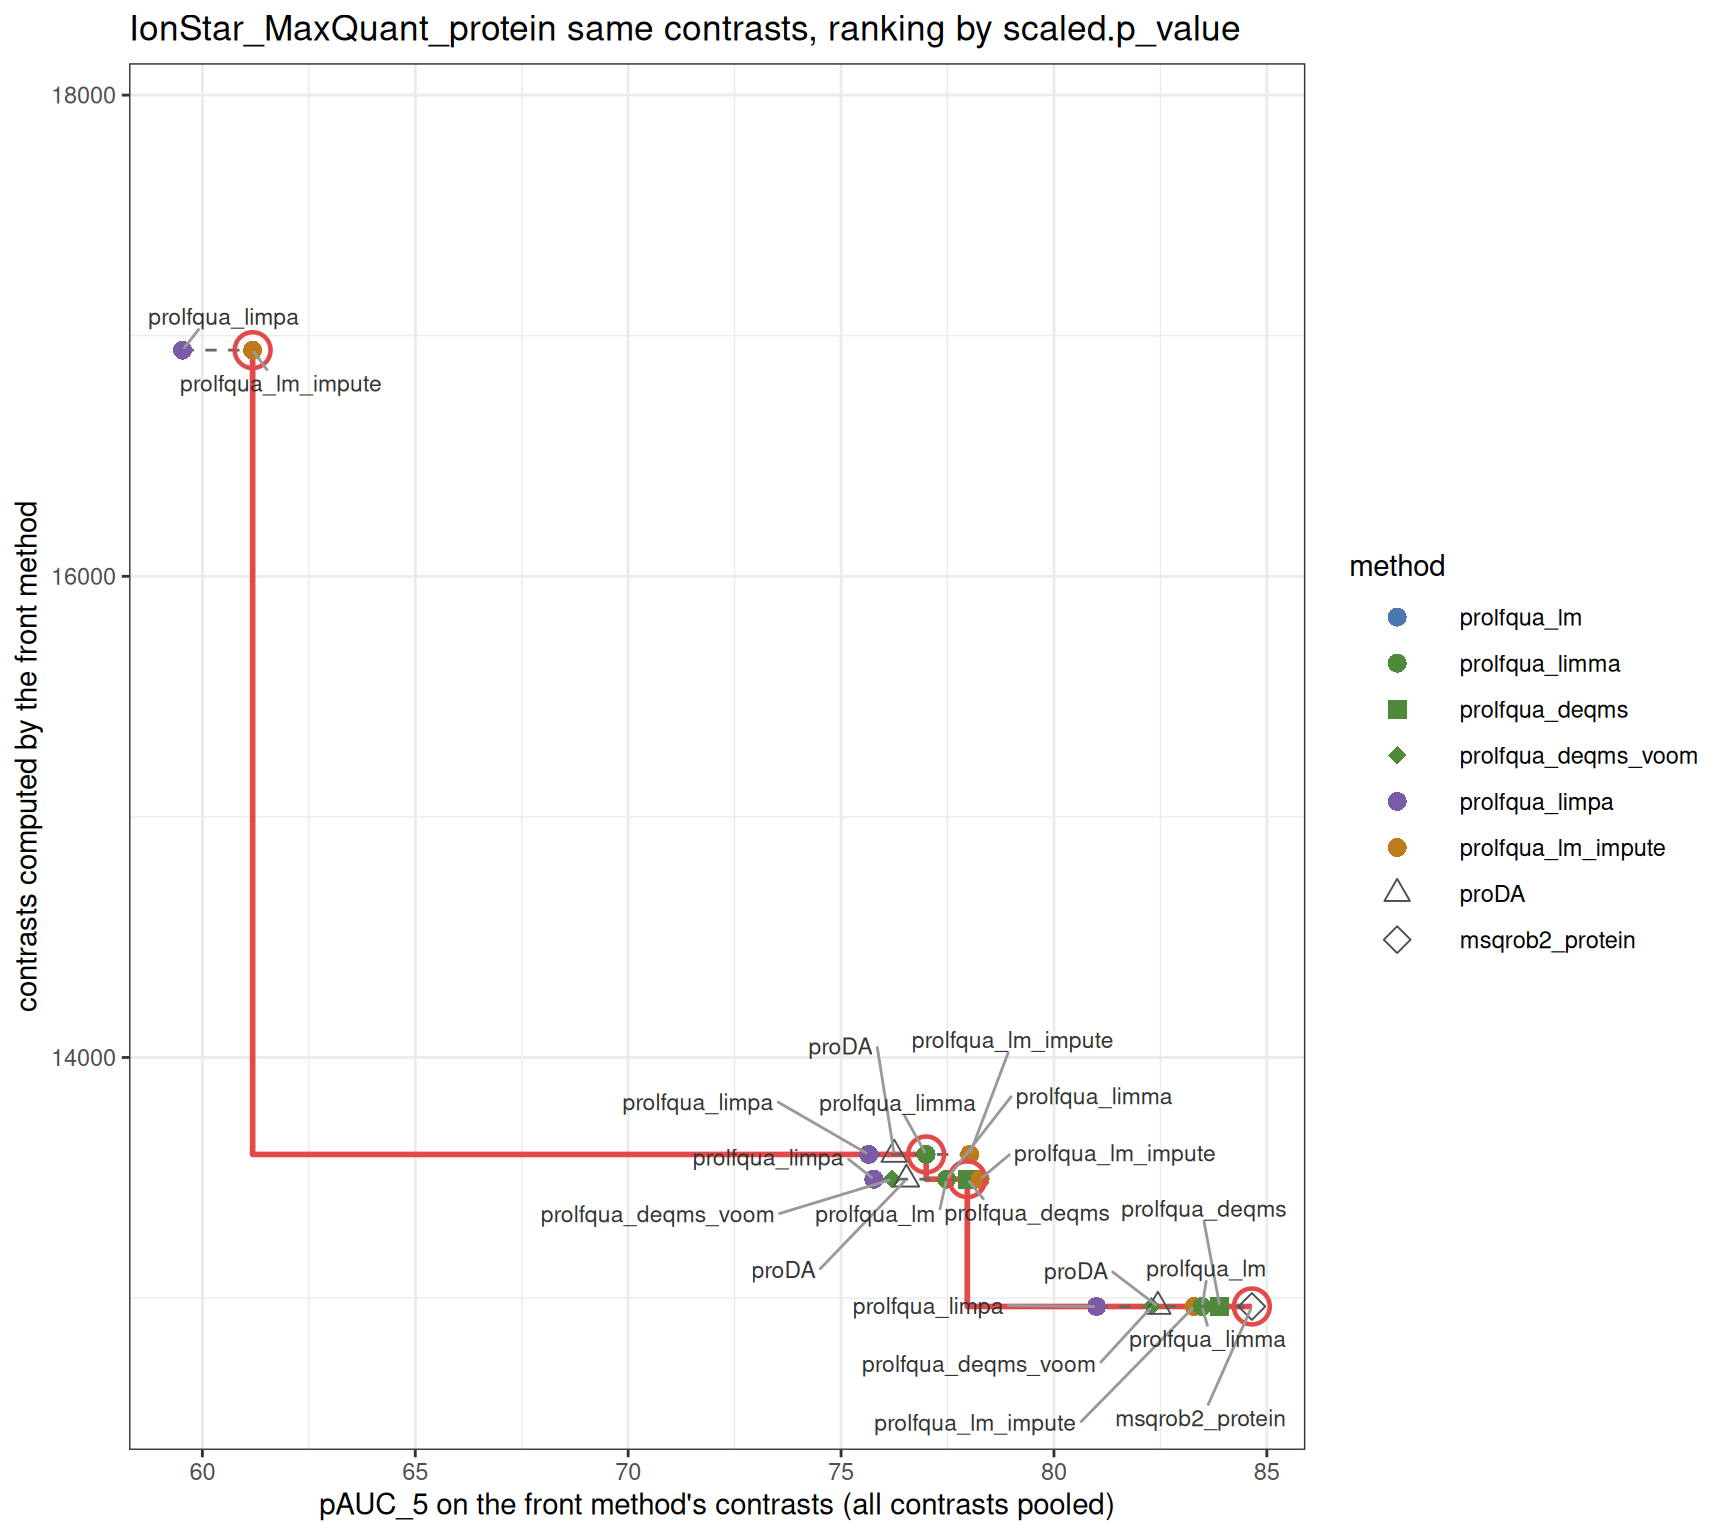 IonStar_MaxQuant_protein same contrasts, ranking by scaled.p_value
contrasts computed by the front method
18000
16000
14000
prolfqua_limpa
prolfqua_lm_impute
proDA
prolfqua_lm_impute
prolfqua_limpa
prolfqua_limma
prolfqua_limma
prolfqua_limpa
prolfqua_lm_impute
prolfqua_deqms_voom
prolfqua_lm
prolfqua_deqms
prolfqua_deqms
proDA
proDA
prolfqua_lm
prolfqua_limpa
prolfqua_limma
prolfqua_deqms_voom
prolfqua_lm_impute
msqrob2_protein
60
65
70
75
80
85
pAUC_5 on the front method's contrasts (all contrasts pooled)
method
prolfqua_lm
prolfqua_limma
prolfqua_deqms
prolfqua_deqms_voom
prolfqua_limpa
prolfqua_lm_impute
proDA
msqrob2_protein